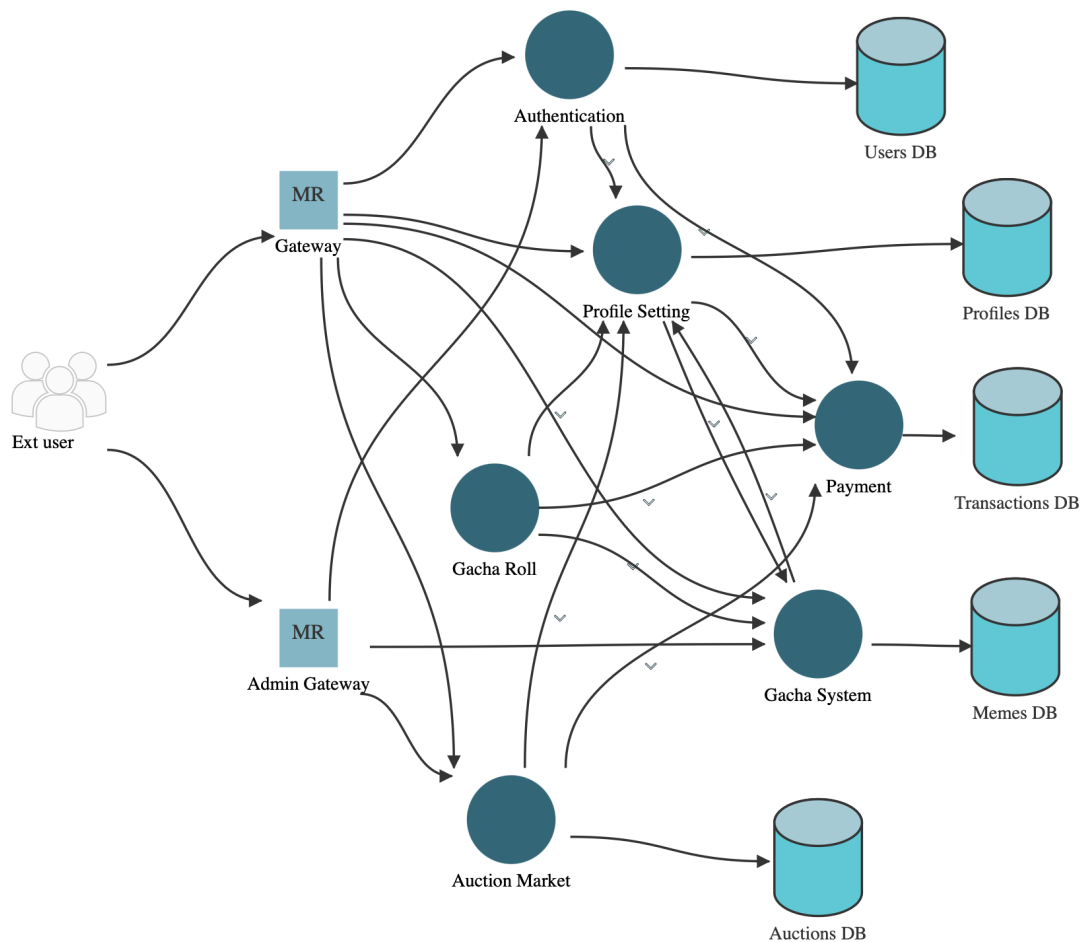 Authentication
Users DB
MR
Gateway
Profile Setting
Profiles DB
Ext user
Payment
Transactions DB
Gacha Roll
MR
Admin Gateway
Gacha System
Memes DB
Auction Market
Auctions DB